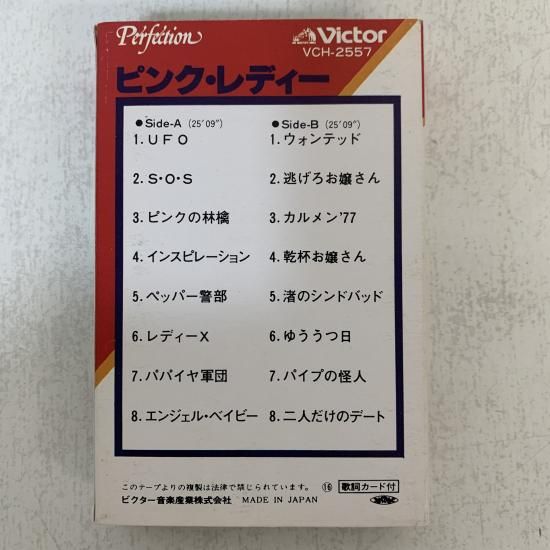 Perfection
Victor
VCH-2557
ピンク・レディー
●Side-A (25'09")
1. UFO
2. S・O・S
3. ピンクの林檎
4. インスピレーション
5. ペッパー警部
6. レディーX
7. パパイヤ軍団
8. エンジェル・ベイビー
●Side-B (25'09")
1. ウォンテッド
2. 逃げろお嬢さん
3. カルメン'77
4. 乾杯お嬢さん
5. 渚のシンドバッド
6. ゆううつ日
7. パイプの怪人
8. 二人だけのデート
このテープよりの複製は法律で禁じられています。 ⑯ 歌詞カード付
ビクター音楽産業株式会社 MADE IN JAPAN